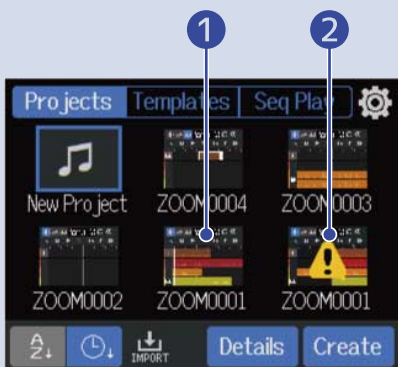 1 2
Projects Templates Seq Play
New Project ZOOM0004 ZOOM0003
ZOOM0002 ZOOM0001 ZOOM0001
A Z↓ IMPORT Details Create